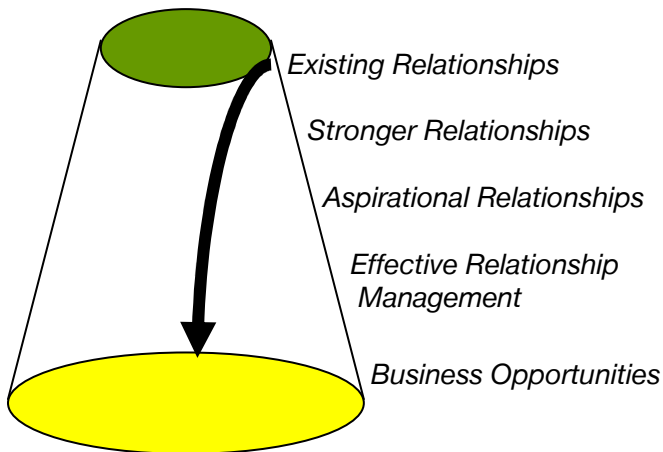 Existing Relationships
Stronger Relationships
Aspirational Relationships
Effective Relationship
Management
Business Opportunities